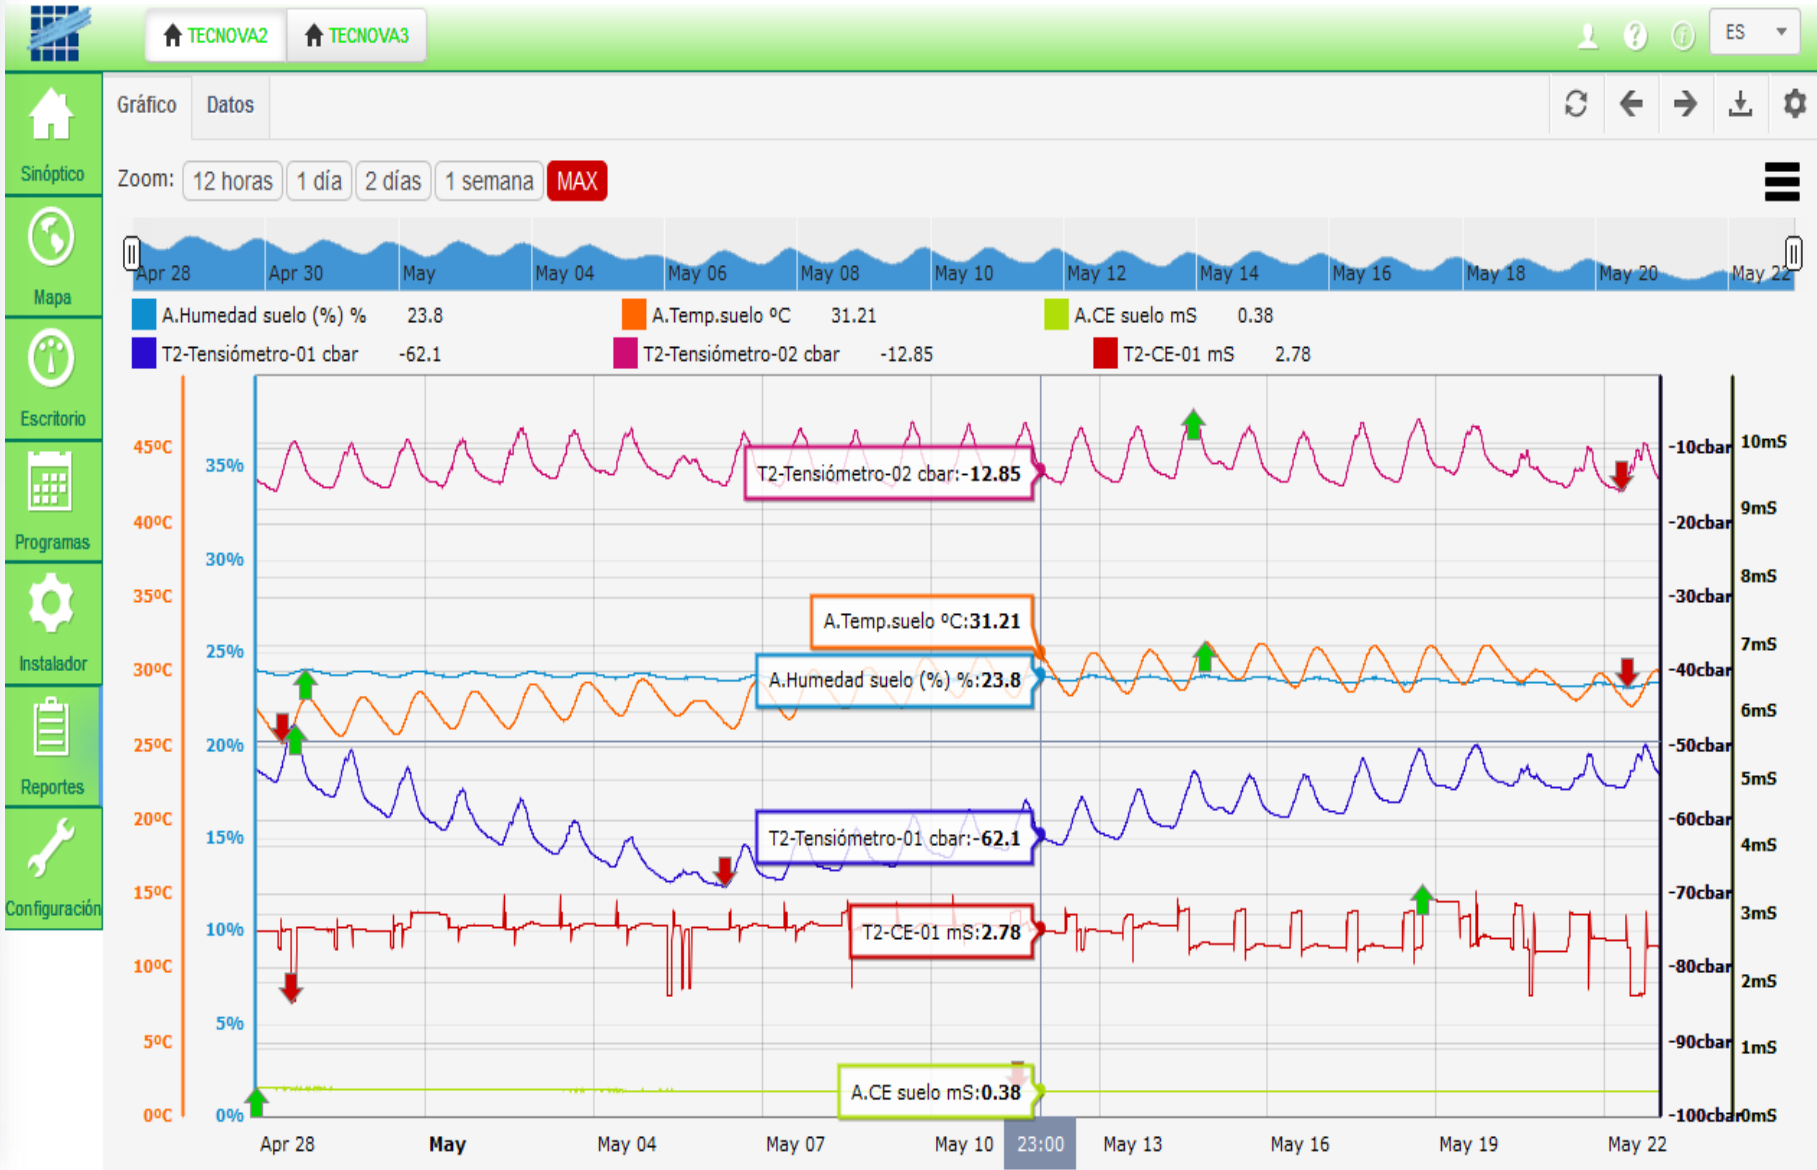 TECNOVA2 TECNOVA3 ES
Sinóptico
Mapa
Escritorio
Programas
Instalador
Reportes
Configuración
Gráfico Datos
Zoom: 12 horas 1 día 2 días 1 semana MAX
Apr 28 Apr 30 May May 04 May 06 May 08 May 10 May 12 May 14 May 16 May 18 May 20 May 22
A.Humedad suelo (%) % 23.8 A.Temp.suelo ºC 31.21 A.CE suelo mS 0.38
T2-Tensiómetro-01 cbar -62.1 T2-Tensiómetro-02 cbar -12.85 T2-CE-01 mS 2.78
45ºC
40ºC
35ºC
30ºC
25ºC
20ºC
15ºC
10ºC
5ºC
0ºC
35%
30%
25%
20%
15%
10%
5%
0%
T2-Tensiómetro-02 cbar:-12.85
A.Temp.suelo ºC:31.21
A.Humedad suelo (%) %:23.8
T2-Tensiómetro-01 cbar:-62.1
T2-CE-01 mS:2.78
A.CE suelo mS:0.38
-10cbar
-20cbar
-30cbar
-40cbar
-50cbar
-60cbar
-70cbar
-80cbar
-90cbar
-100cbar
10mS
9mS
8mS
7mS
6mS
5mS
4mS
3mS
2mS
1mS
0mS
Apr 28 May May 04 May 07 May 10 23:00 May 13 May 16 May 19 May 22